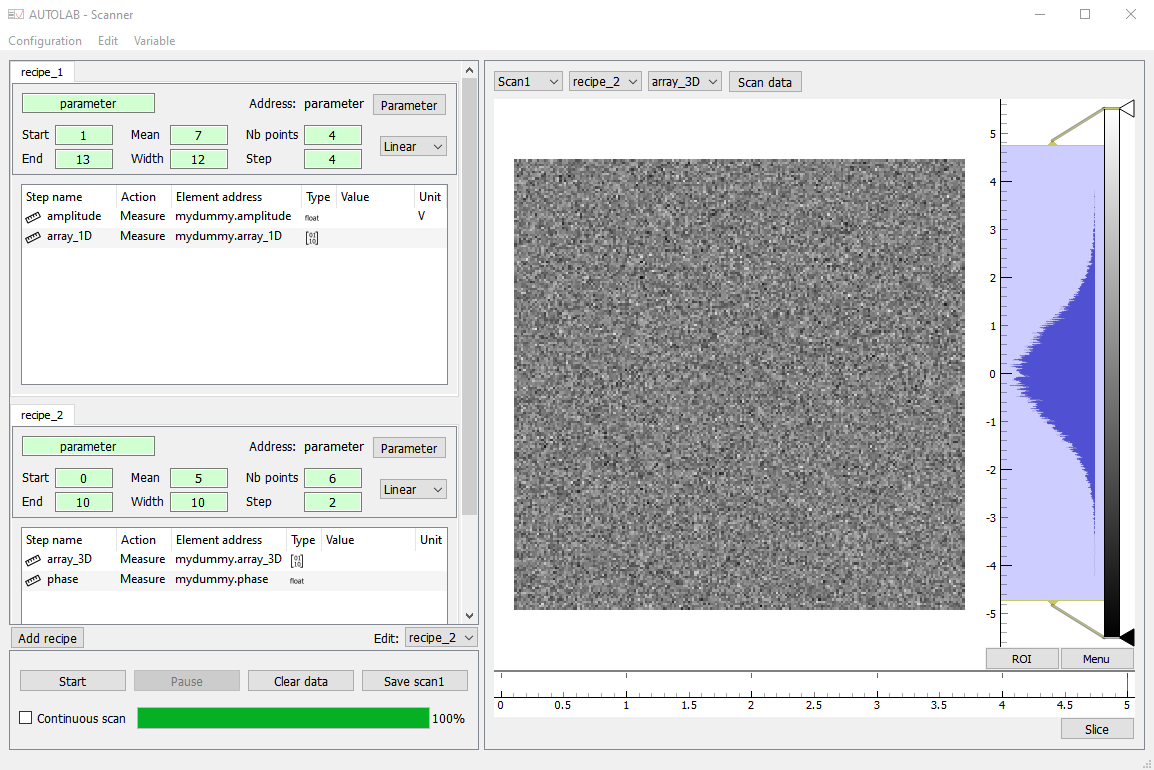 AUTOLAB - Scanner
Configuration Edit Variable
recipe_1
parameter Address: parameter Parameter
Start 1 Mean 7 Nb points 4 Linear
End 13 Width 12 Step 4
Step name Action Element address Type Value Unit
amplitude Measure mydummy.amplitude float V
array_1D Measure mydummy.array_1D
recipe_2
parameter Address: parameter Parameter
Start 0 Mean 5 Nb points 6 Linear
End 10 Width 10 Step 2
Step name Action Element address Type Value Unit
array_3D Measure mydummy.array_3D
phase Measure mydummy.phase float
Add recipe Edit: recipe_2
Start Pause Clear data Save scan1
Continuous scan 100%
Scan1 recipe_2 array_3D Scan data
5
4
3
2
1
0
-1
-2
-3
-4
-5
ROI Menu
0 0.5 1 1.5 2 2.5 3 3.5 4 4.5 5
Slice